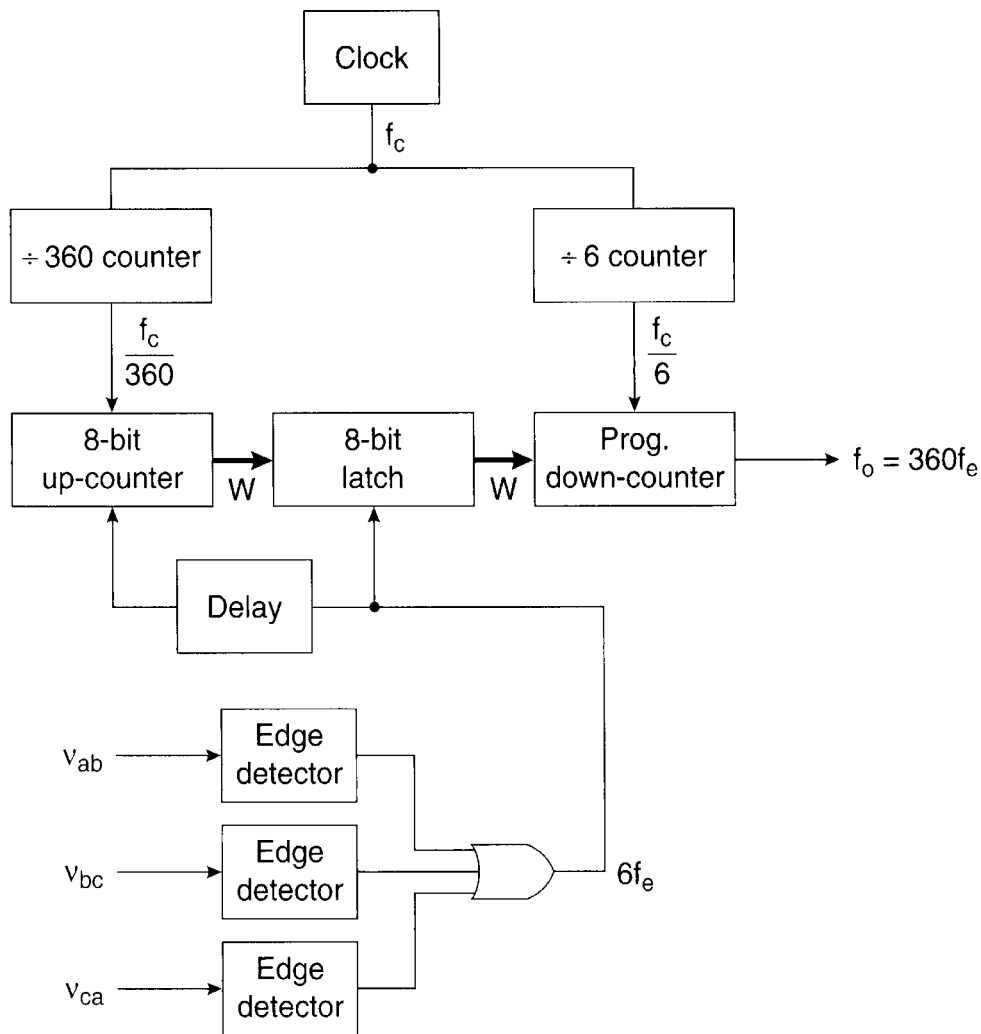 Clock
f_c
÷ 360 counter
÷ 6 counter
f_c
360
f_c
6
8-bit
up-counter
W
8-bit
latch
W
Prog.
down-counter
f_o = 360f_e
Delay
ν_ab
Edge
detector
ν_bc
Edge
detector
6f_e
ν_ca
Edge
detector